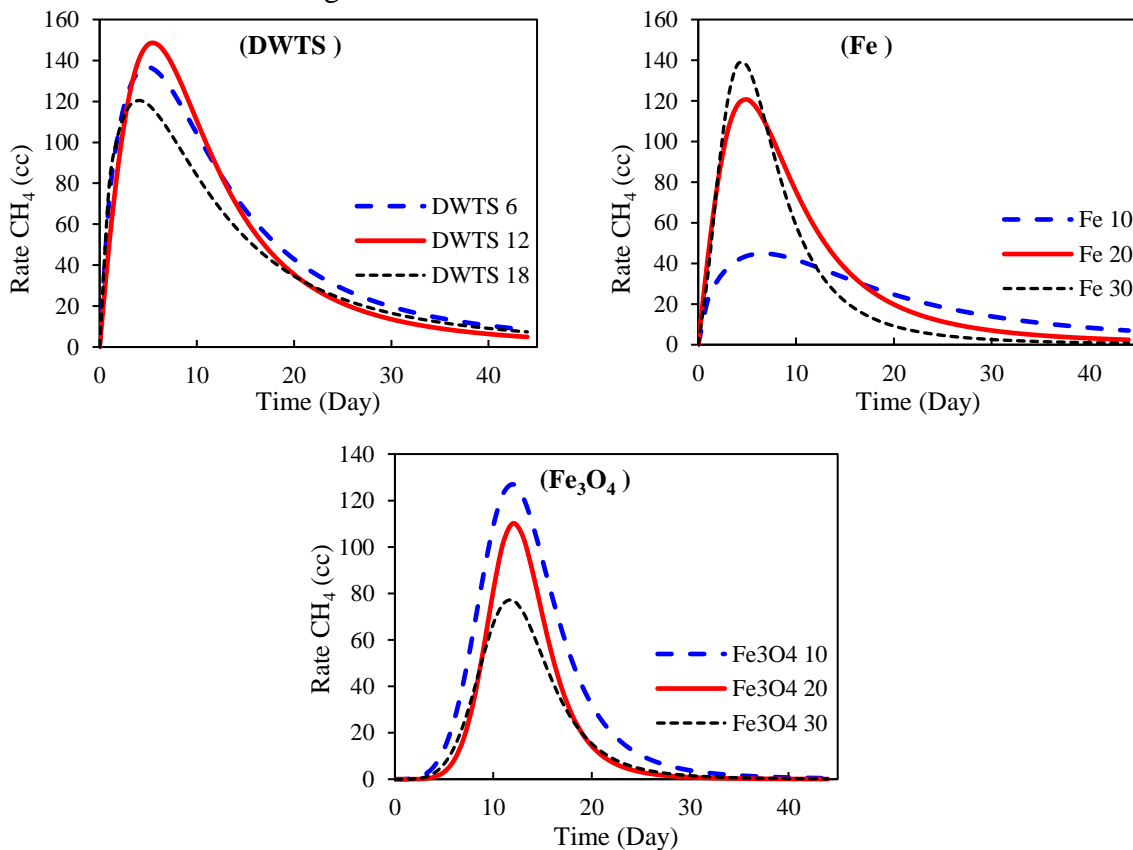 (DWTS )
Rate CH4 (cc)
160
140
120
100
80
60
40
20
0
DWTS 6
DWTS 12
DWTS 18
0 10 20 30 40
Time (Day)
(Fe )
Rate CH4 (cc)
160
140
120
100
80
60
40
20
0
Fe 10
Fe 20
Fe 30
0 10 20 30 40
Time (Day)
(Fe3O4 )
Rate CH4 (cc)
140
120
100
80
60
40
20
0
Fe3O4 10
Fe3O4 20
Fe3O4 30
0 10 20 30 40
Time (Day)